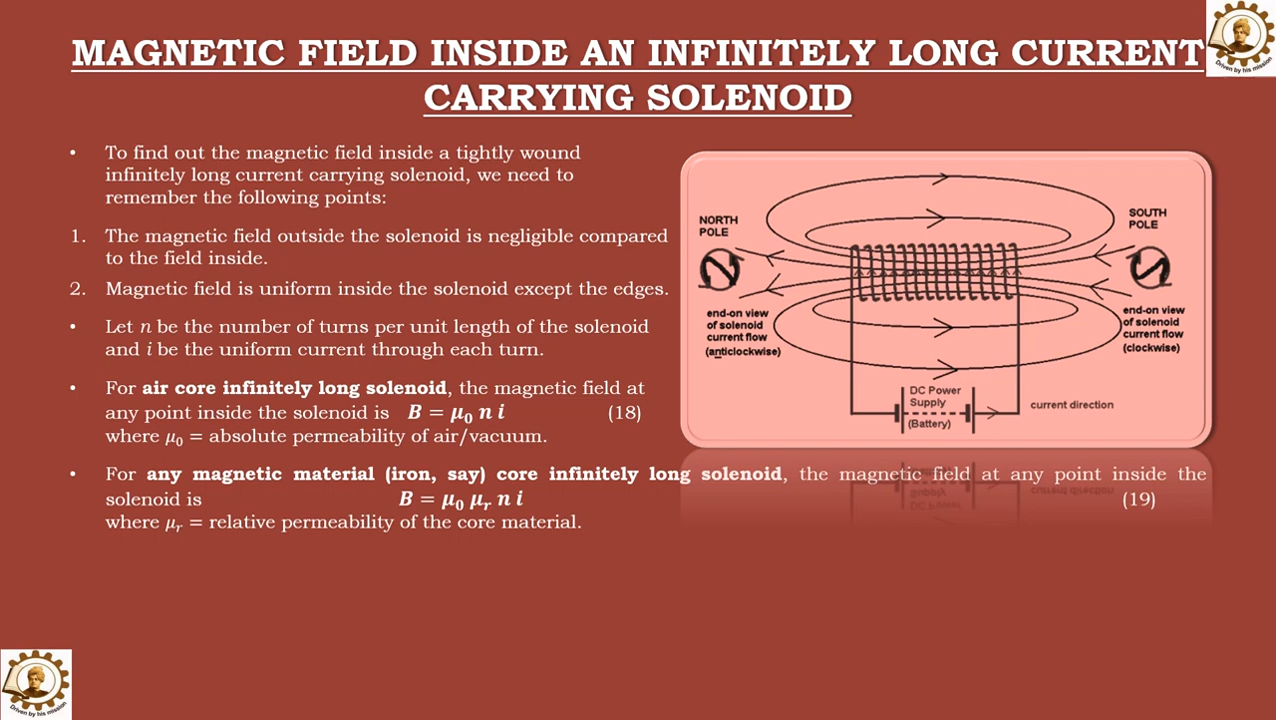 MAGNETIC FIELD INSIDE AN INFINITELY LONG CURRENT
CARRYING SOLENOID
Driven by his mission
• To find out the magnetic field inside a tightly wound
infinitely long current carrying solenoid, we need to
remember the following points:
1. The magnetic field outside the solenoid is negligible compared
to the field inside.
2. Magnetic field is uniform inside the solenoid except the edges.
• Let n be the number of turns per unit length of the solenoid
and i be the uniform current through each turn.
• For air core infinitely long solenoid, the magnetic field at
any point inside the solenoid is B = μ₀ n i (18)
where μ₀ = absolute permeability of air/vacuum.
• For any magnetic material (iron, say) core infinitely long solenoid, the magnetic field at any point inside the
solenoid is B = μ₀ μᵣ n i (19)
where μᵣ = relative permeability of the core material.
NORTH
POLE
N
end-on view
of solenoid
current flow
(anticlockwise)
SOUTH
POLE
S
end-on view
of solenoid
current flow
(clockwise)
DC Power
Supply
(Battery)
current direction
Driven by his mission